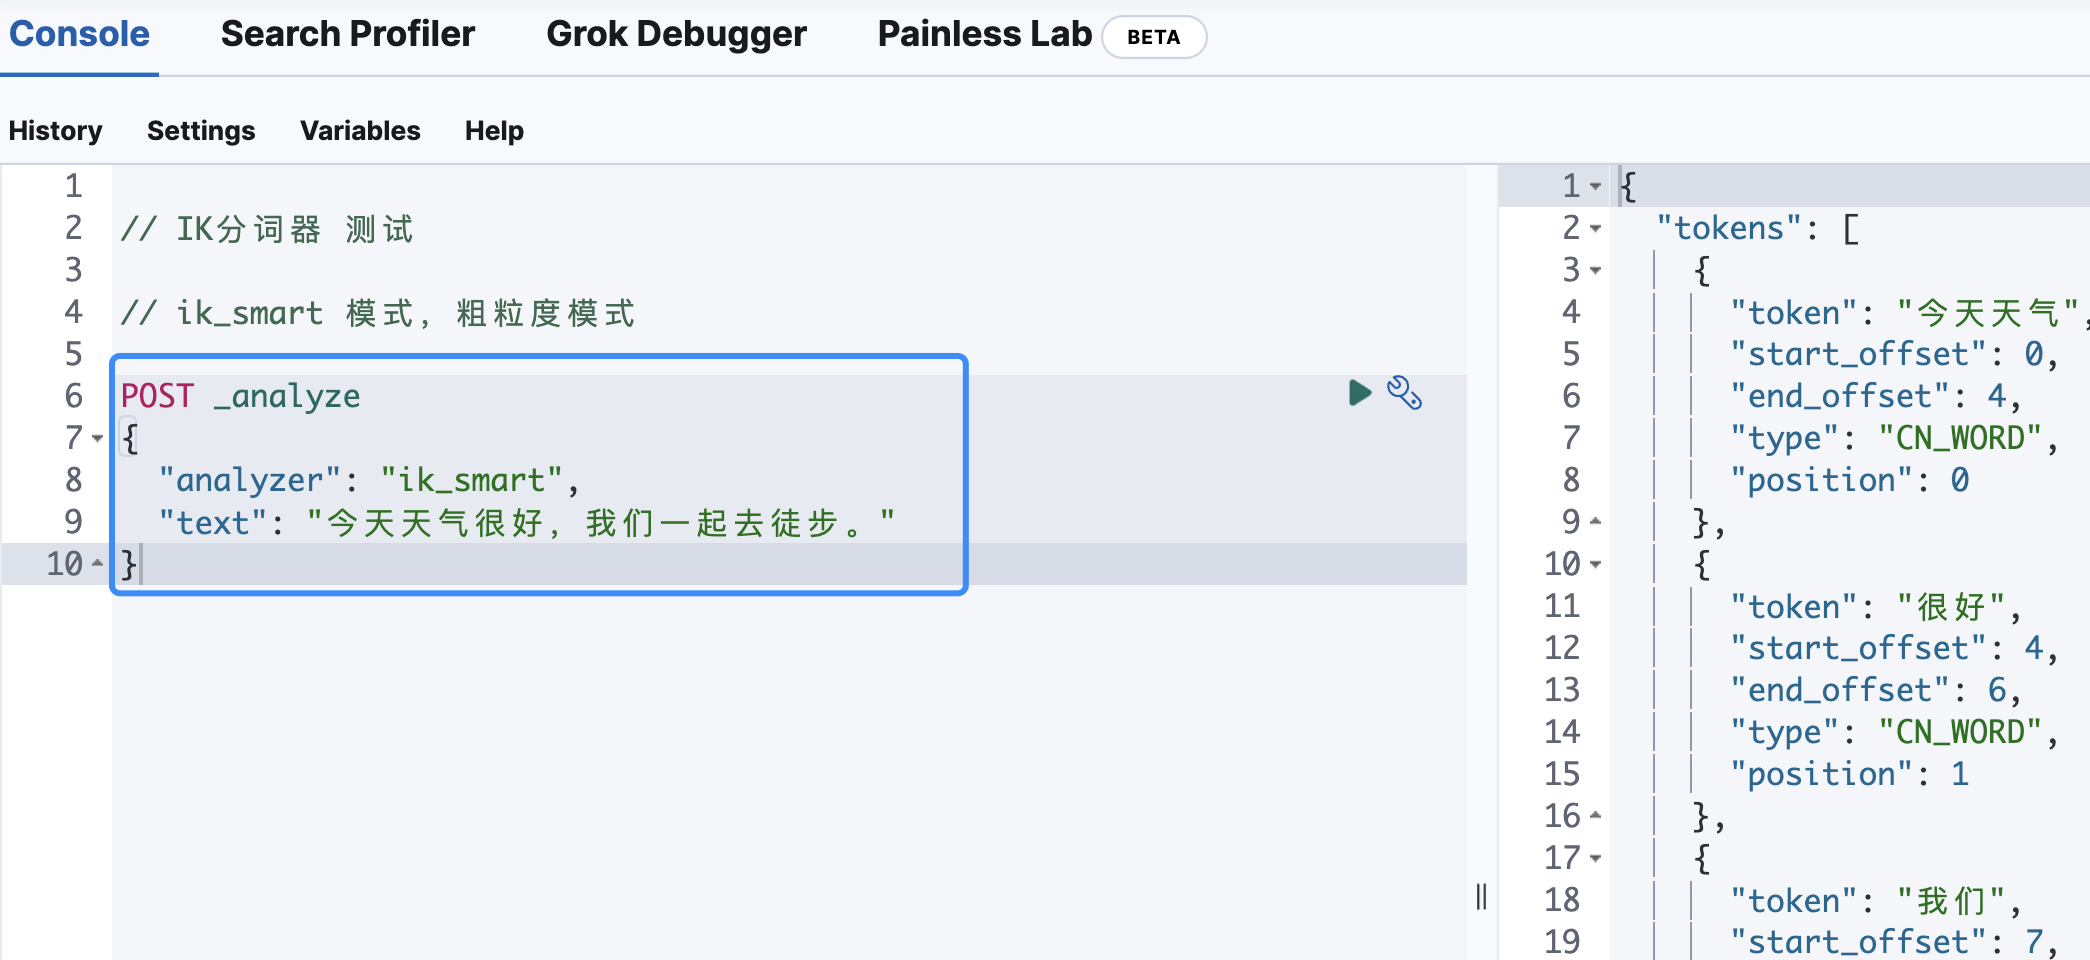 Console Search Profiler Grok Debugger Painless Lab BETA
History Settings Variables Help
1
2 // IK分词器 测试
3
4 // ik_smart 模式，粗粒度模式
5
6 POST _analyze
7 {
8 "analyzer": "ik_smart",
9 "text": "今天天气很好，我们一起去徒步。"
10 }
1 {
2 "tokens": [
3 {
4 "token": "今天天气",
5 "start_offset": 0,
6 "end_offset": 4,
7 "type": "CN_WORD",
8 "position": 0
9 },
10 {
11 "token": "很好",
12 "start_offset": 4,
13 "end_offset": 6,
14 "type": "CN_WORD",
15 "position": 1
16 },
17 {
18 "token": "我们",
19 "start_offset": 7,